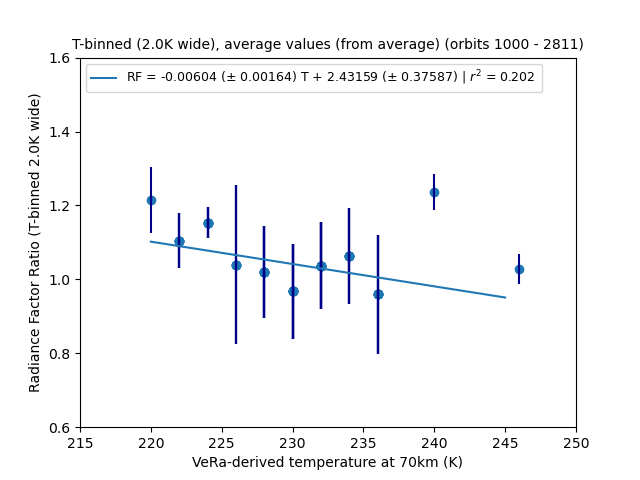 T-binned (2.0K wide), average values (from average) (orbits 1000 - 2811)
RF = -0.00604 (± 0.00164) T + 2.43159 (± 0.37587) | r² = 0.202
Radiance Factor Ratio (T-binned 2.0K wide)
1.6
1.4
1.2
1.0
0.8
0.6
215 220 225 230 235 240 245 250
VeRa-derived temperature at 70km (K)